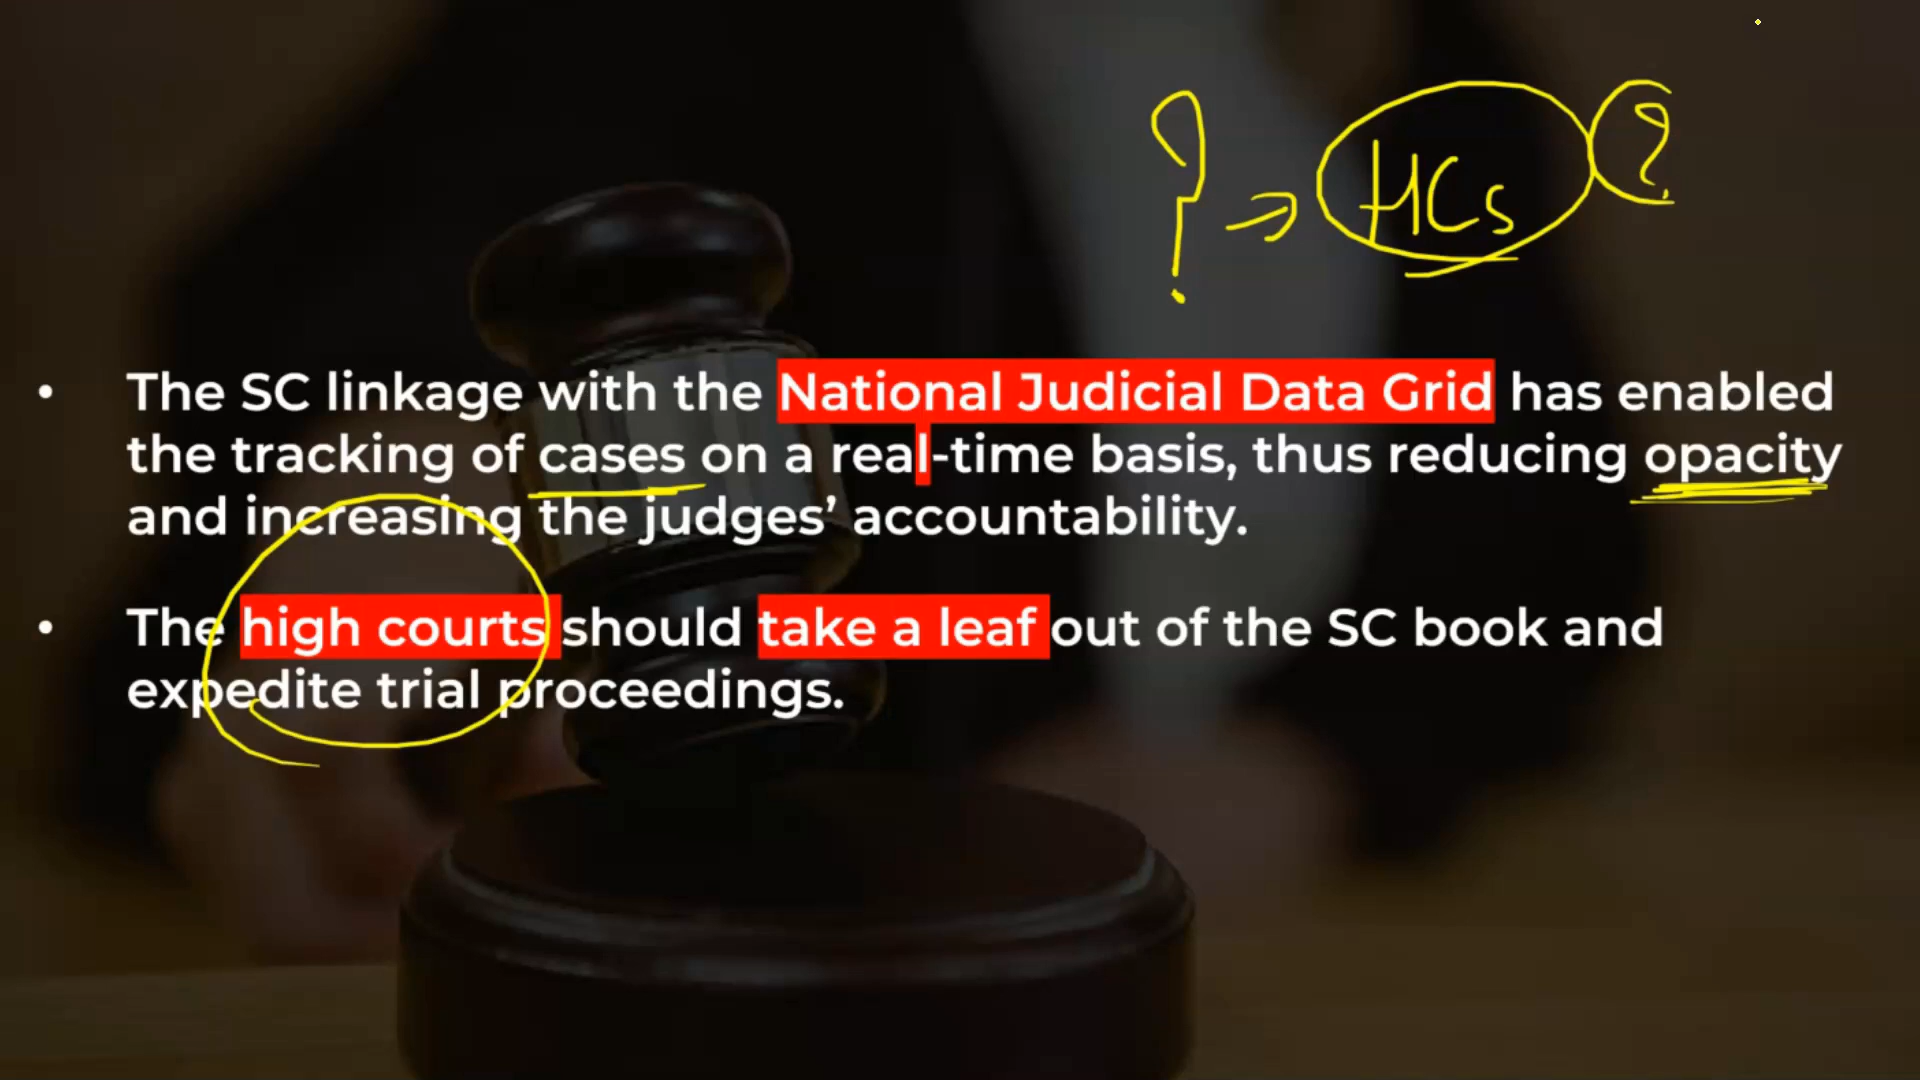 ? → HCs ?
• The SC linkage with the National Judicial Data Grid has enabled
the tracking of cases on a real-time basis, thus reducing opacity
and increasing the judges’ accountability.
• The high courts should take a leaf out of the SC book and
expedite trial proceedings.